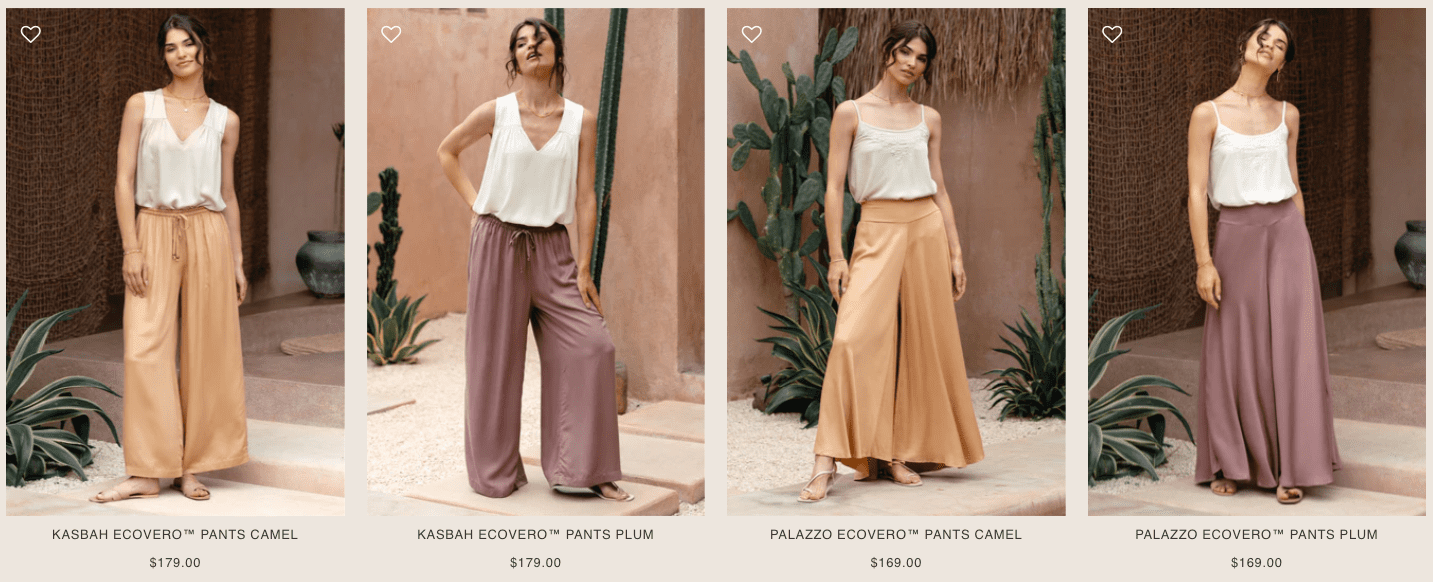 KASBAH ECOVERO™ PANTS CAMEL
$179.00
KASBAH ECOVERO™ PANTS PLUM
$179.00
PALAZZO ECOVERO™ PANTS CAMEL
$169.00
PALAZZO ECOVERO™ PANTS PLUM
$169.00